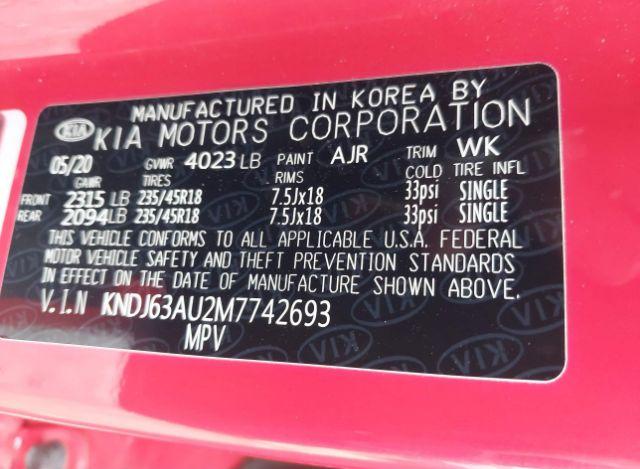 MANUFACTURED IN KOREA BY
KIA KIA MOTORS CORPORATION
05/20 GVWR 4023 LB PAINT AJR TRIM WK
GAWR TIRES RIMS COLD TIRE INFL
FRONT 2315 LB 235/45R18 7.5Jx18 33psi SINGLE
REAR 2094LB 235/45R18 7.5Jx18 33psi SINGLE
THIS VEHICLE CONFORMS TO ALL APPLICABLE U.S.A. FEDERAL
MOTOR VEHICLE SAFETY AND THEFT PREVENTION STANDARDS
IN EFFECT ON THE DATE OF MANUFACTURE SHOWN ABOVE.
V.I.N KNDJ63AU2M7742693
MPV